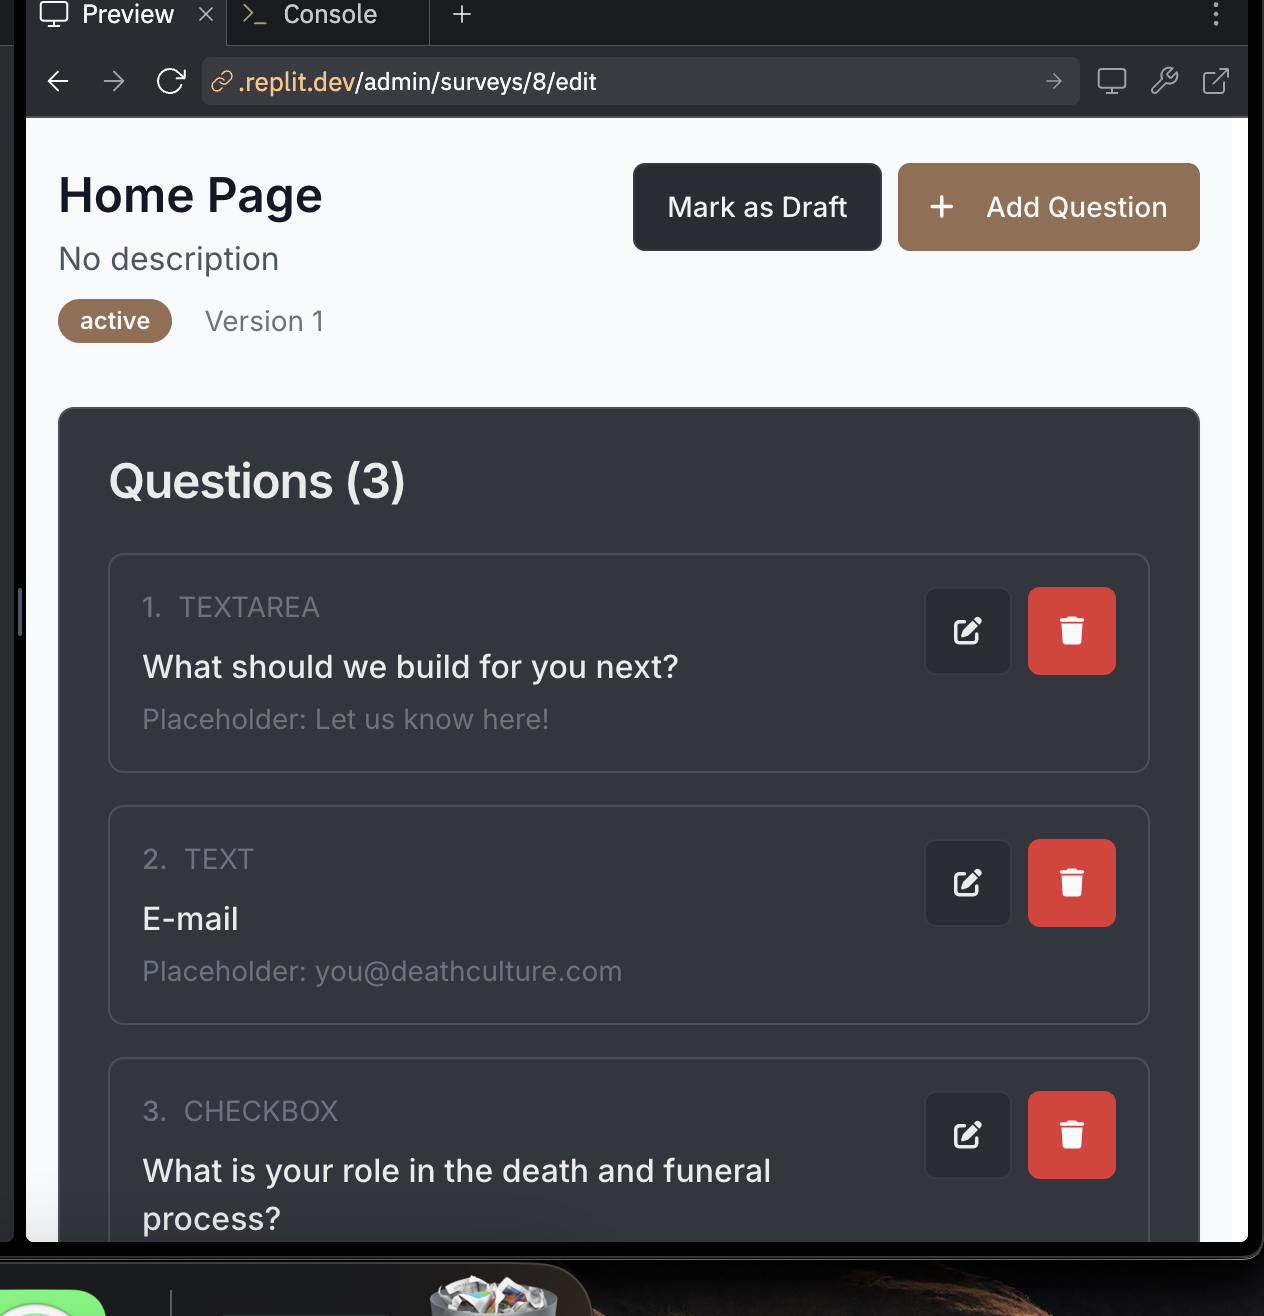 Preview
Console
.replit.dev/admin/surveys/8/edit
Home Page
Mark as Draft
Add Question
No description
active Version 1
Questions (3)
1. TEXTAREA
What should we build for you next?
Placeholder: Let us know here!
2. TEXT
E-mail
Placeholder: you@deathculture.com
3. CHECKBOX
What is your role in the death and funeral
process?